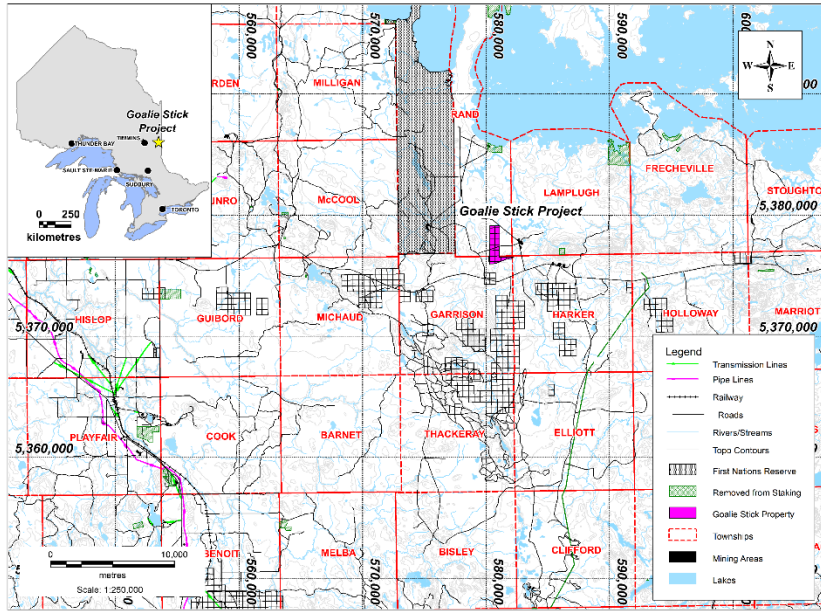 Goalie Stick
Project
TIMMINS
THUNDER BAY
SUDBURY
TORONTO
0 250
kilometres
560,000
570,000
580,000
590,000
N
W E
S
RDEN
MILLIGAN
RAND
FRECHEVILLE
LAMPLUGH
STOUGHTO
McCOOL
5,380,000
Goalie Stick Project
HISLOP
GUIBORD
MICHAUD
GARRISON
HARKER
HOLLOWAY
MARRIOT
5,370,000
5,370,000
Legend
Transmission Lines
Pipe Lines
Railway
Roads
Rivers/Streams
Topo Contours
First Nations Reserve
Removed from Staking
Goalie Stick Property
Townships
Mining Areas
Lakes
PLAYFAIR
COOK
BARNET
THACKERAY
ELLIOTT
5,360,000
BENOIT
MELBA
BISLEY
CLIFFORD
0 10,000
metres
Scale: 1:250,000
560,000
570,000
580,000
590,000